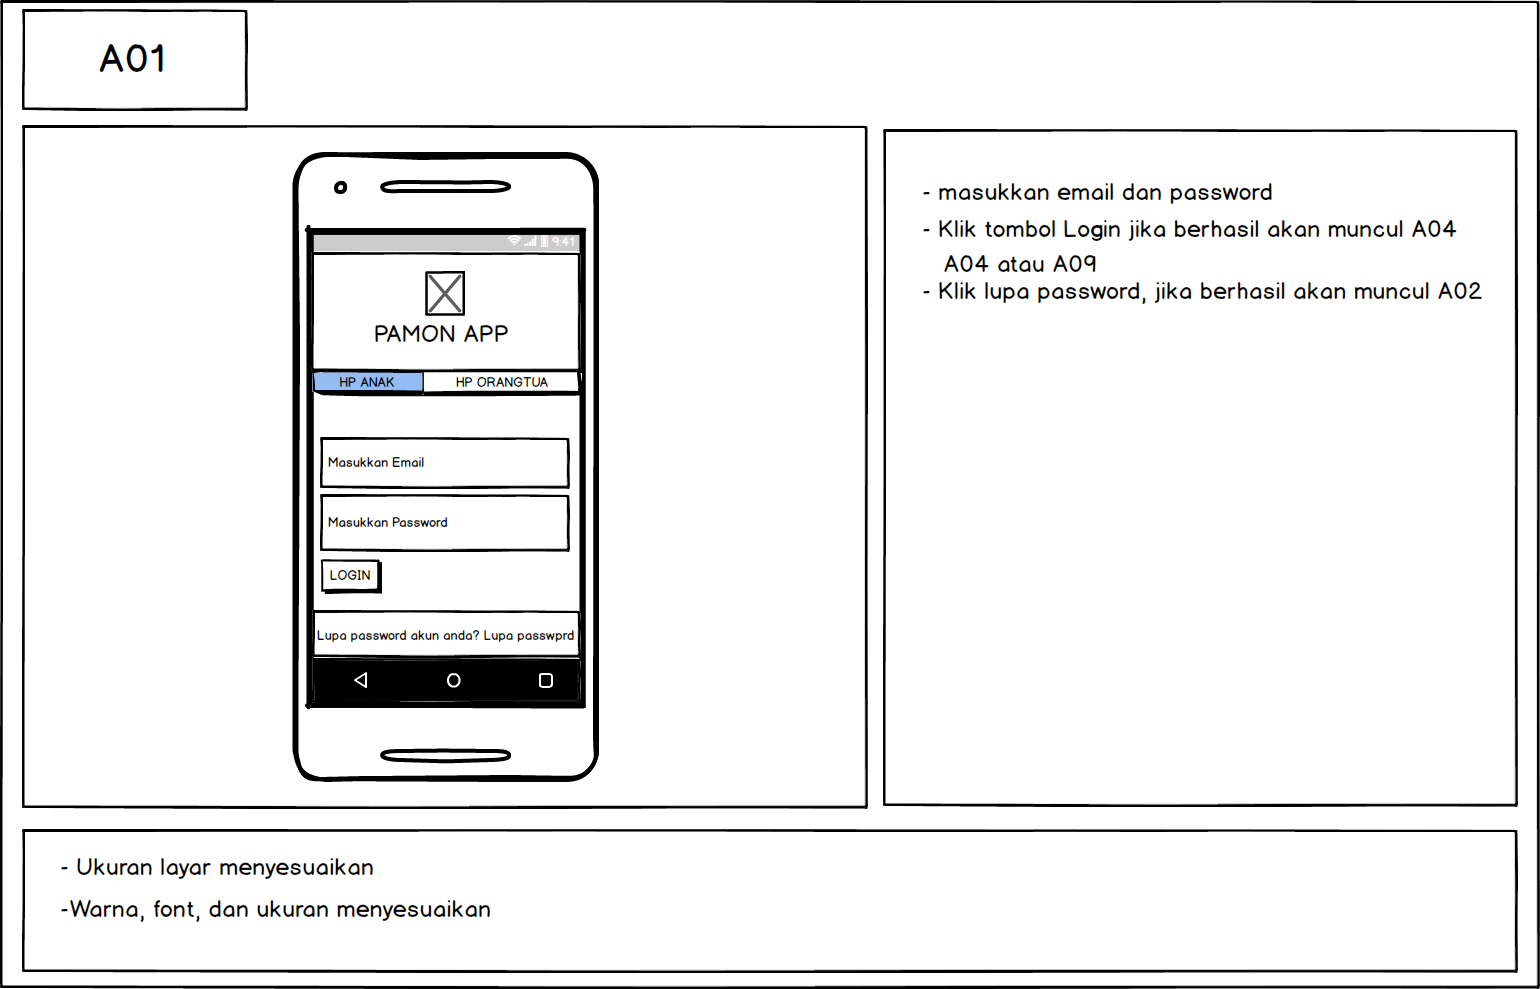 A01
9:41
PAMON APP
HP ANAK
HP ORANGTUA
Masukkan Email
Masukkan Password
LOGIN
Lupa password akun anda? Lupa passwprd
- masukkan email dan password
- Klik tombol Login jika berhasil akan muncul A04
A04 atau A09
- Klik lupa password, jika berhasil akan muncul A02
- Ukuran layar menyesuaikan
-Warna, font, dan ukuran menyesuaikan